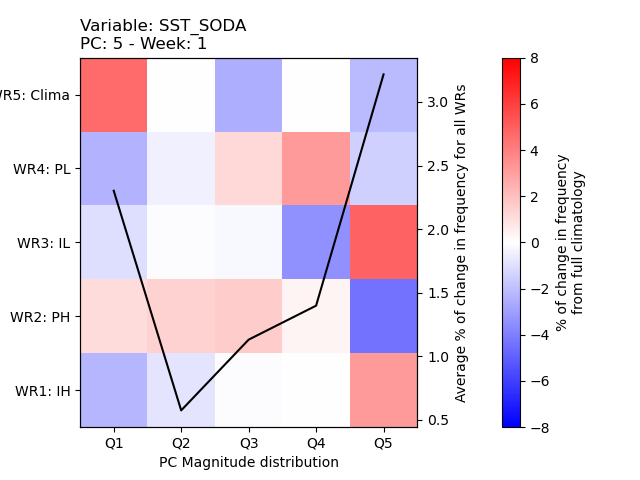 Variable: SST_SODA
PC: 5 - Week: 1
R5: Clima
WR4: PL
WR3: IL
WR2: PH
WR1: IH
Q1 Q2 Q3 Q4 Q5
PC Magnitude distribution
3.0
2.5
2.0
1.5
1.0
0.5
Average % of change in frequency for all WRs
8
6
4
2
0
−2
−4
−6
−8
% of change in frequency
from full climatology